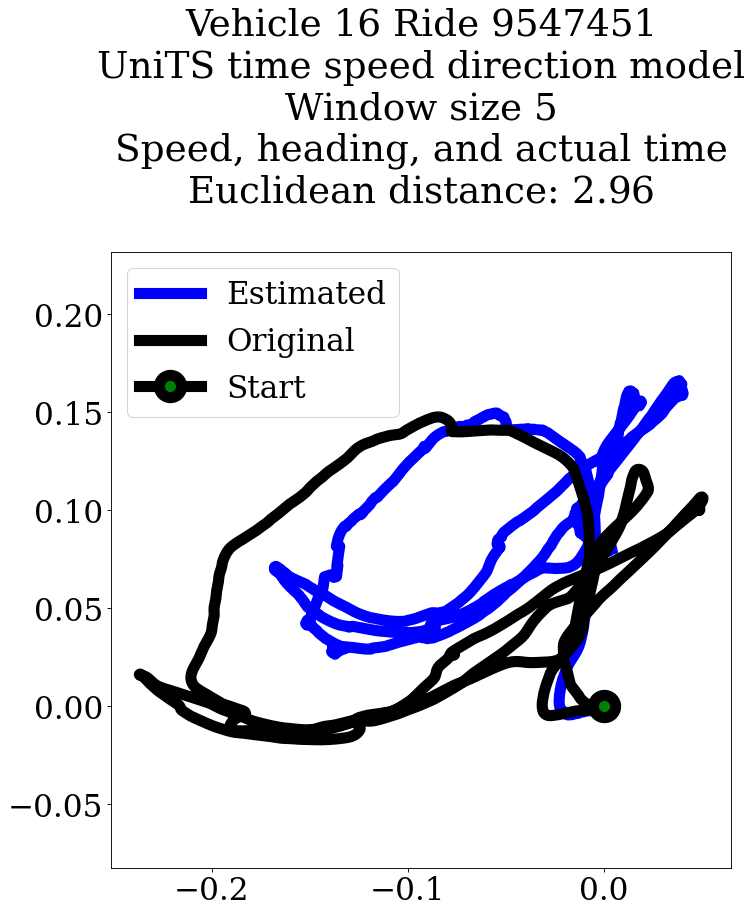 Vehicle 16 Ride 9547451
UniTS time speed direction model
Window size 5
Speed, heading, and actual time
Euclidean distance: 2.96
Estimated
Original
Start
0.20
0.15
0.10
0.05
0.00
−0.05
−0.2
−0.1
0.0